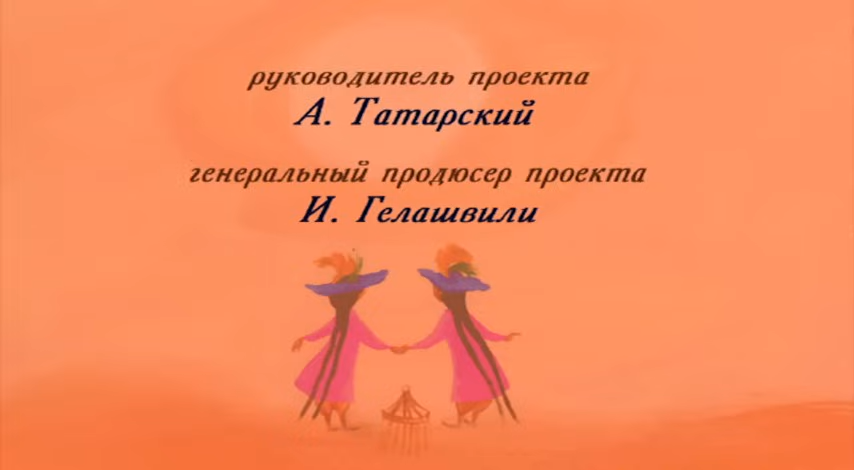 руководитель проекта
А. Татарский
генеральный продюсер проекта
И. Гелашвили